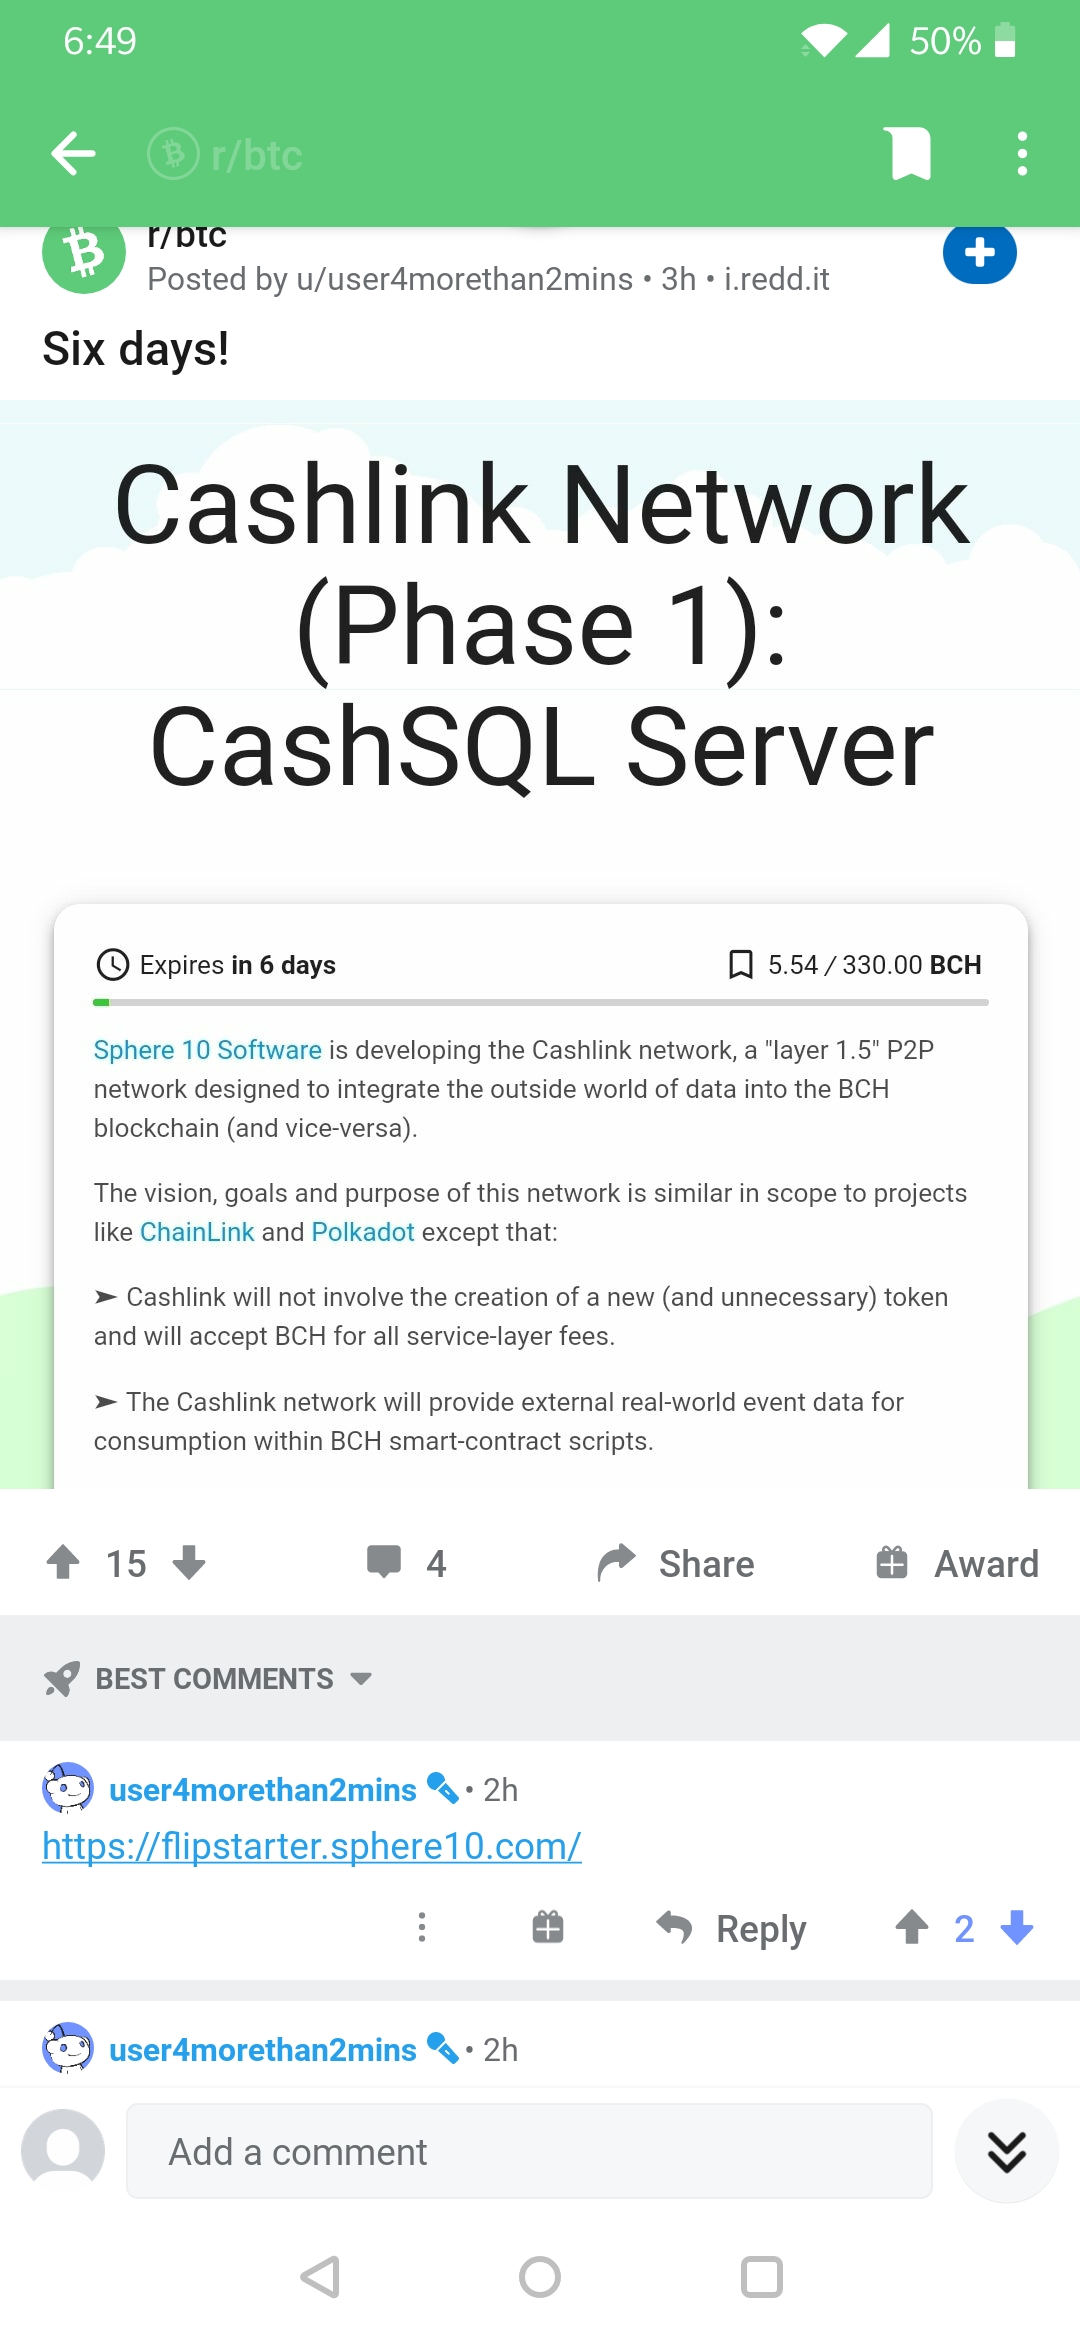 6:49
50%
r/btc
r/btc
Posted by u/user4morethan2mins • 3h • i.redd.it
Six days!
Cashlink Network
(Phase 1):
CashSQL Server
Expires in 6 days
5.54 / 330.00 BCH
Sphere 10 Software is developing the Cashlink network, a "layer 1.5" P2P
network designed to integrate the outside world of data into the BCH
blockchain (and vice-versa).
The vision, goals and purpose of this network is similar in scope to projects
like ChainLink and Polkadot except that:
➤ Cashlink will not involve the creation of a new (and unnecessary) token
and will accept BCH for all service-layer fees.
➤ The Cashlink network will provide external real-world event data for
consumption within BCH smart-contract scripts.
15
4
Share
Award
BEST COMMENTS
user4morethan2mins • 2h
https://flipstarter.sphere10.com/
Reply
2
user4morethan2mins • 2h
Add a comment